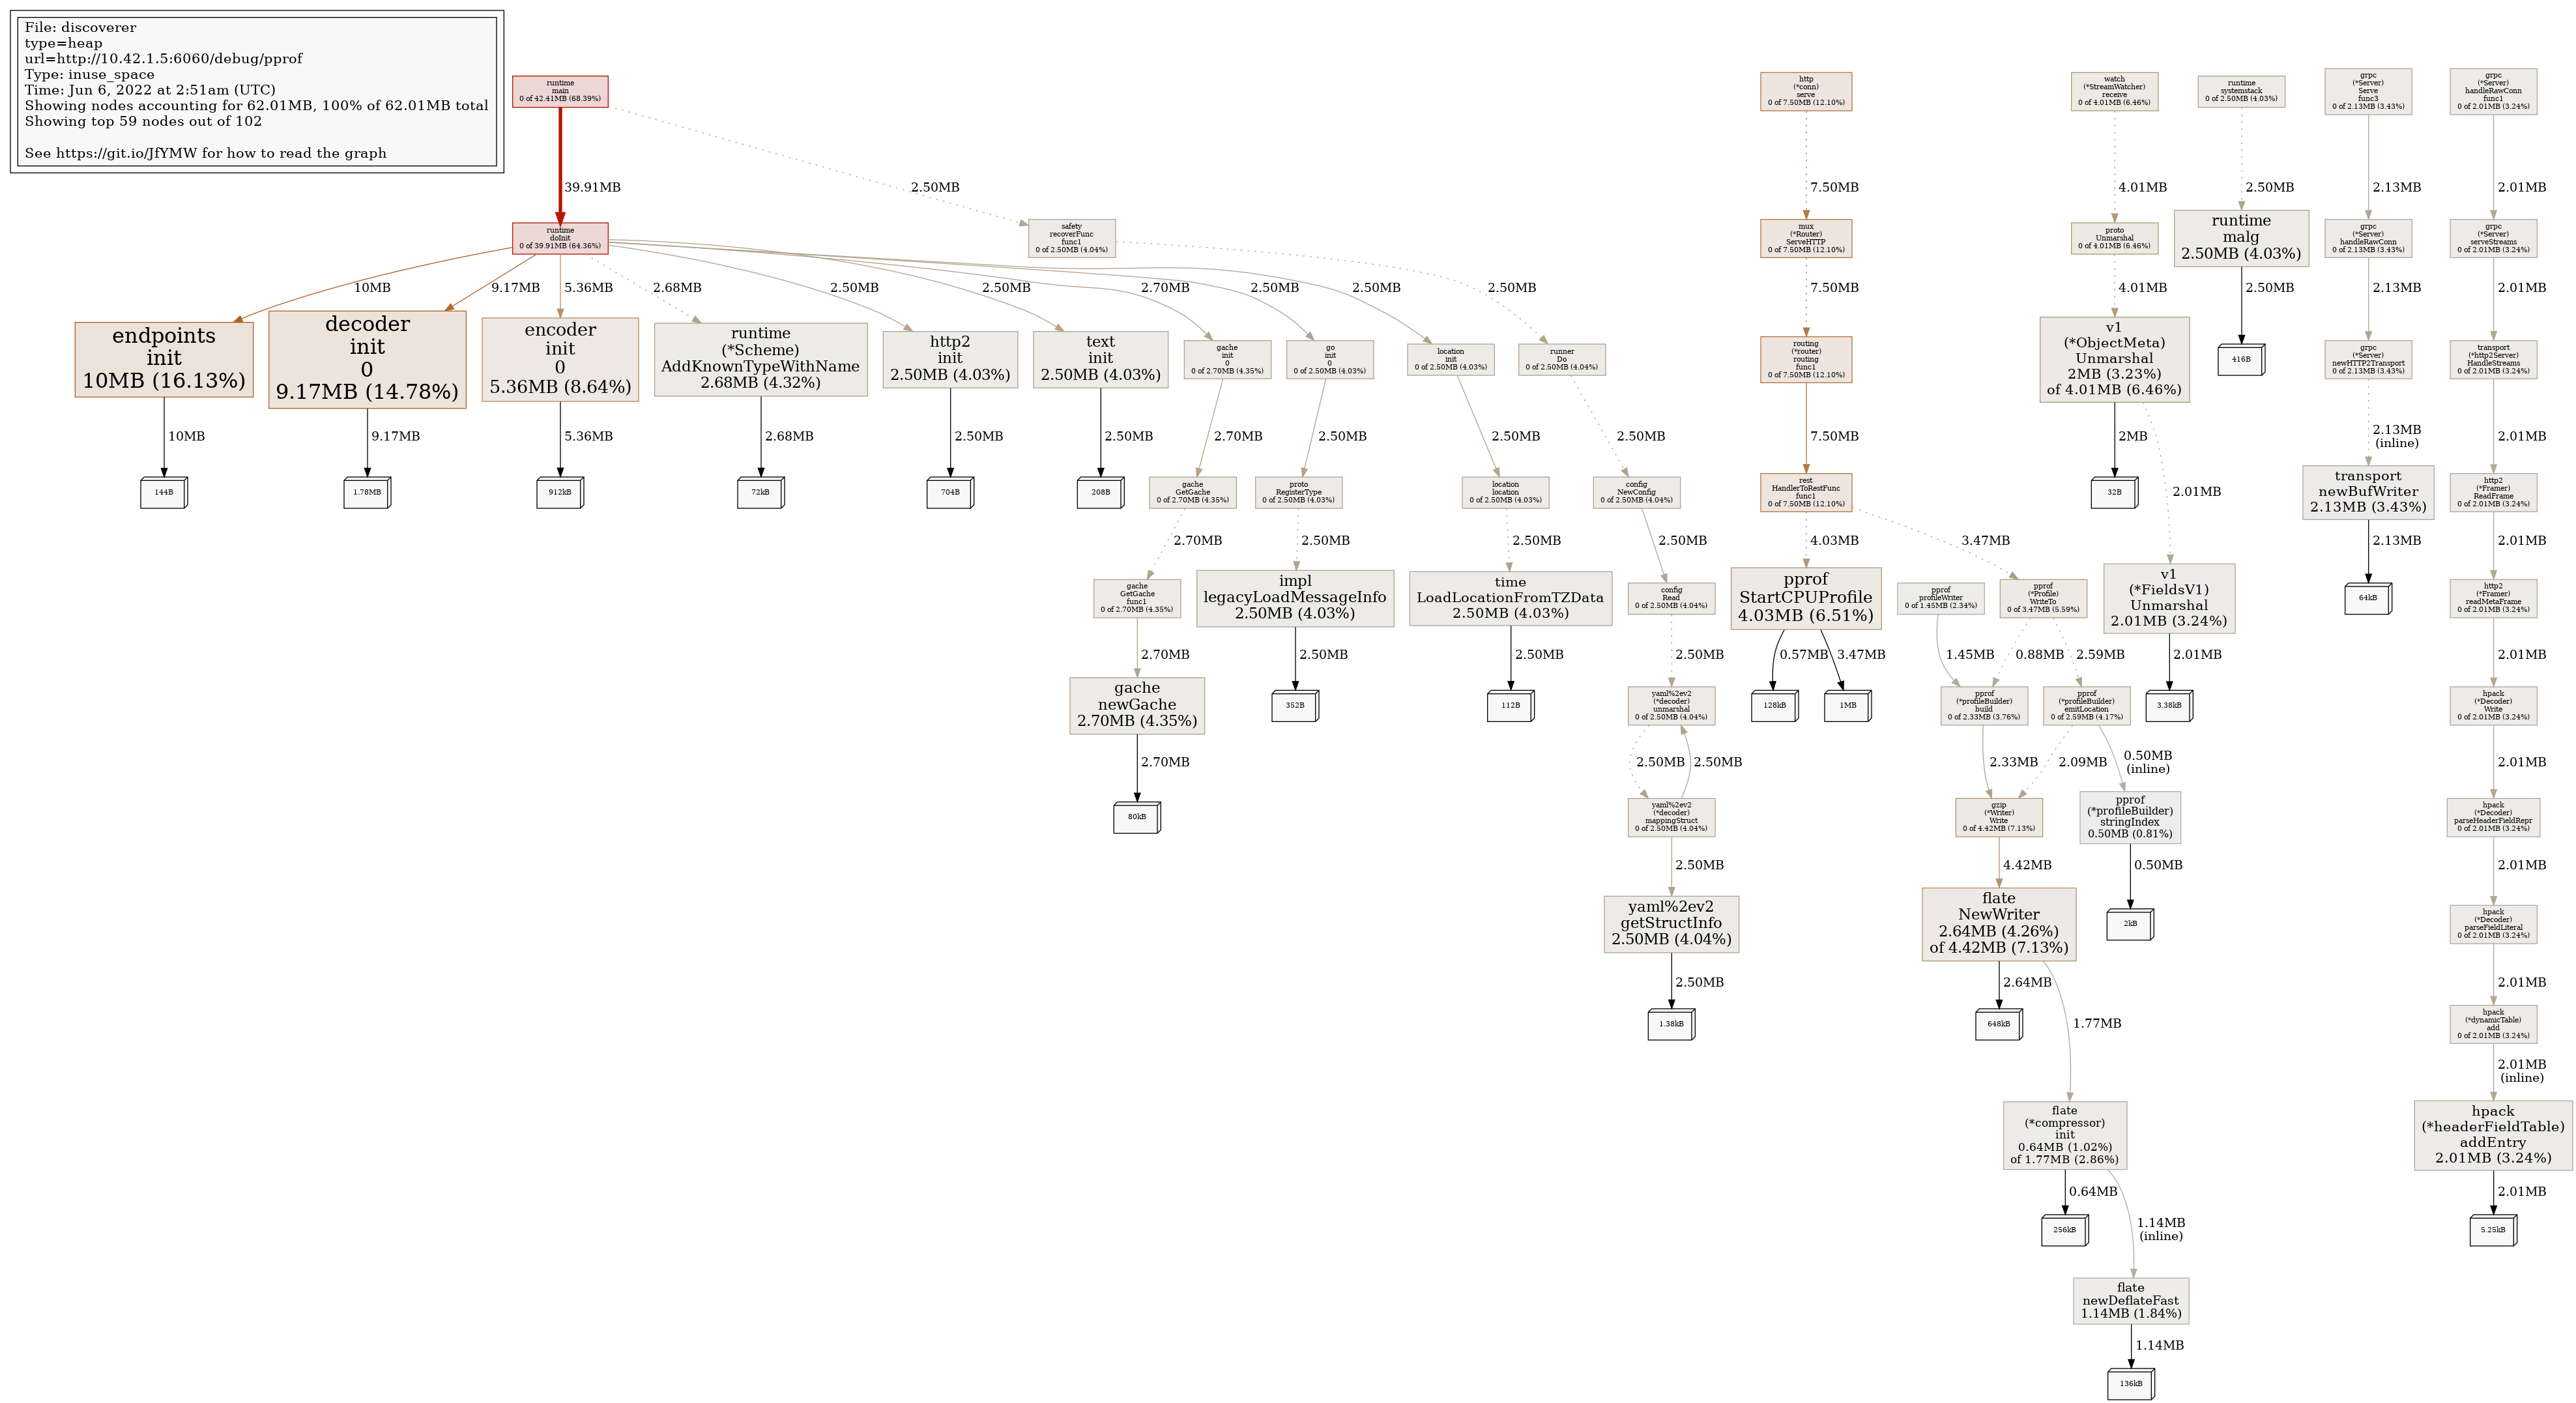 File: discoverer
type=heap
url=http://10.42.1.5:6060/debug/pprof
Type: inuse_space
Time: Jun 6, 2022 at 2:51am (UTC)
Showing nodes accounting for 62.01MB, 100% of 62.01MB total
Showing top 59 nodes out of 102
See https://git.io/JfYMW for how to read the graph
runtime
main
0 of 42.41MB (68.39%)
39.91MB
2.50MB
runtime
doInit
0 of 39.91MB (64.36%)
safety
recoverFunc
func1
0 of 2.50MB (4.04%)
10MB
9.17MB
5.36MB
2.68MB
2.50MB
2.50MB
2.70MB
2.50MB
2.50MB
2.50MB
endpoints
init
10MB (16.13%)
10MB
144B
decoder
init
0
9.17MB (14.78%)
9.17MB
1.78MB
encoder
init
0
5.36MB (8.64%)
5.36MB
912kB
runtime
(*Scheme)
AddKnownTypeWithName
2.68MB (4.32%)
2.68MB
72kB
http2
init
2.50MB (4.03%)
2.50MB
704B
text
init
2.50MB (4.03%)
2.50MB
208B
gache
init
0
0 of 2.70MB (4.35%)
2.70MB
gache
GetGache
0 of 2.70MB (4.35%)
2.70MB
gache
GetGache
func1
0 of 2.70MB (4.35%)
2.70MB
gache
newGache
2.70MB (4.35%)
2.70MB
80kB
go
init
0
0 of 2.50MB (4.03%)
2.50MB
proto
RegisterType
0 of 2.50MB (4.03%)
2.50MB
impl
legacyLoadMessageInfo
2.50MB (4.03%)
2.50MB
352B
location
init
0 of 2.50MB (4.03%)
2.50MB
location
location
0 of 2.50MB (4.03%)
2.50MB
time
LoadLocationFromTZData
2.50MB (4.03%)
2.50MB
112B
runner
Do
0 of 2.50MB (4.04%)
2.50MB
config
NewConfig
0 of 2.50MB (4.04%)
2.50MB
config
Read
0 of 2.50MB (4.04%)
2.50MB
yaml%2ev2
(*decoder)
unmarshal
0 of 2.50MB (4.04%)
2.50MB
2.50MB
yaml%2ev2
(*decoder)
mappingStruct
0 of 2.50MB (4.04%)
2.50MB
yaml%2ev2
getStructInfo
2.50MB (4.04%)
2.50MB
1.38kB
http
(*conn)
serve
0 of 7.50MB (12.10%)
7.50MB
mux
(*Router)
ServeHTTP
0 of 7.50MB (12.10%)
7.50MB
routing
(*router)
routing
func1
0 of 7.50MB (12.10%)
7.50MB
rest
HandlerToRestFunc
func1
0 of 7.50MB (12.10%)
4.03MB
3.47MB
pprof
StartCPUProfile
4.03MB (6.51%)
0.57MB
3.47MB
128kB
1MB
pprof
profileWriter
0 of 1.45MB (2.34%)
1.45MB
pprof
(*Profile)
WriteTo
0 of 3.47MB (5.59%)
0.88MB
2.59MB
pprof
(*profileBuilder)
build
0 of 2.33MB (3.76%)
2.33MB
pprof
(*profileBuilder)
emitLocation
0 of 2.59MB (4.17%)
2.09MB
0.50MB
(inline)
gzip
(*Writer)
Write
0 of 4.42MB (7.13%)
4.42MB
pprof
(*profileBuilder)
stringIndex
0.50MB (0.81%)
0.50MB
2kB
flate
NewWriter
2.64MB (4.26%)
of 4.42MB (7.13%)
2.64MB
648kB
1.77MB
flate
(*compressor)
init
0.64MB (1.02%)
of 1.77MB (2.86%)
0.64MB
256kB
1.14MB
(inline)
flate
newDeflateFast
1.14MB (1.84%)
1.14MB
136kB
watch
(*StreamWatcher)
receive
0 of 4.01MB (6.46%)
4.01MB
proto
Unmarshal
0 of 4.01MB (6.46%)
4.01MB
v1
(*ObjectMeta)
Unmarshal
2MB (3.23%)
of 4.01MB (6.46%)
2MB
32B
2.01MB
v1
(*FieldsV1)
Unmarshal
2.01MB (3.24%)
2.01MB
3.38kB
runtime
systemstack
0 of 2.50MB (4.03%)
2.50MB
runtime
malg
2.50MB (4.03%)
2.50MB
416B
grpc
(*Server)
Serve
func3
0 of 2.13MB (3.43%)
2.13MB
grpc
(*Server)
handleRawConn
0 of 2.13MB (3.43%)
2.13MB
grpc
(*Server)
newHTTP2Transport
0 of 2.13MB (3.43%)
2.13MB
(inline)
transport
newBufWriter
2.13MB (3.43%)
2.13MB
64kB
grpc
(*Server)
handleRawConn
func1
0 of 2.01MB (3.24%)
2.01MB
grpc
(*Server)
serveStreams
0 of 2.01MB (3.24%)
2.01MB
transport
(*http2Server)
HandleStreams
0 of 2.01MB (3.24%)
2.01MB
http2
(*Framer)
ReadFrame
0 of 2.01MB (3.24%)
2.01MB
http2
(*Framer)
readMetaFrame
0 of 2.01MB (3.24%)
2.01MB
hpack
(*Decoder)
Write
0 of 2.01MB (3.24%)
2.01MB
hpack
(*Decoder)
parseHeaderFieldRepr
0 of 2.01MB (3.24%)
2.01MB
hpack
(*Decoder)
parseFieldLiteral
0 of 2.01MB (3.24%)
2.01MB
hpack
(*dynamicTable)
add
0 of 2.01MB (3.24%)
2.01MB
(inline)
hpack
(*headerFieldTable)
addEntry
2.01MB (3.24%)
2.01MB
5.25kB